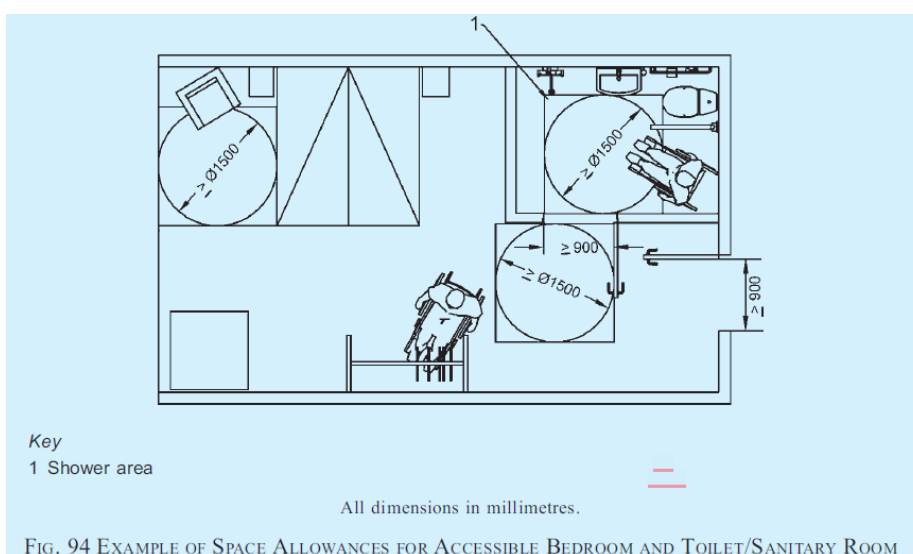 1
≥ Ø1500
≥ Ø1500
≥ 900
≥ Ø1500
≥ 900
Key
1 Shower area
All dimensions in millimetres.
FIG. 94 EXAMPLE OF SPACE ALLOWANCES FOR ACCESSIBLE BEDROOM AND TOILET/SANITARY ROOM